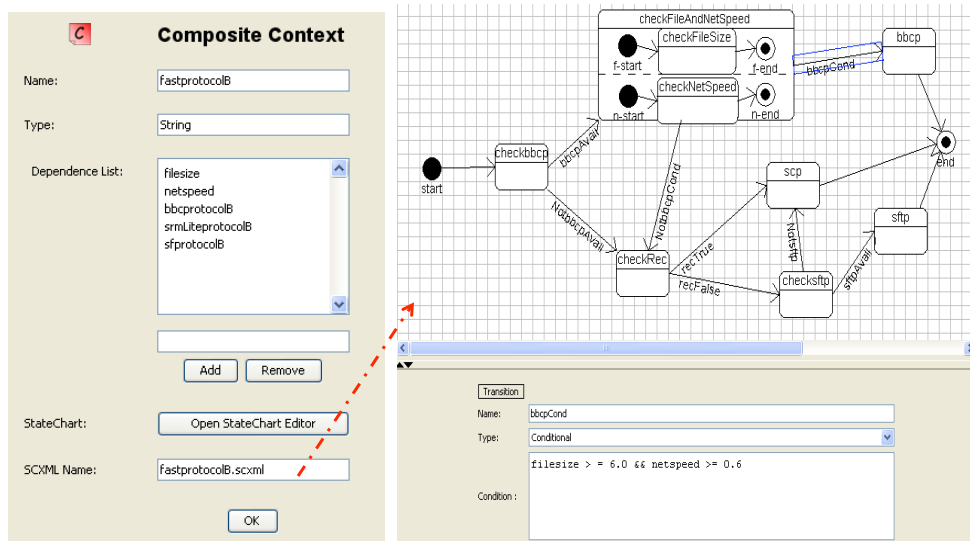 C
Composite Context
Name:
fastprotocolB
Type:
String
Dependence List:
filesize
netspeed
bbcprotocolB
srmLiteprotocolB
sfprotocolB
Add
Remove
StateChart:
Open StateChart Editor
SCXML Name:
fastprotocolB.scxml
OK
checkFileAndNetSpeed
checkFileSize
f-start
f-end
checkNetSpeed
n-start
n-end
bbcpCond
bbcp
checkbbcp
bbcpAvail
start
NotbbcpAvail
NotbbcpCond
scp
end
recTrue
checkRec
recFalse
Notsftp
sftp
checksftp
sftpAvail
Transition
Name:
bbcpCond
Type:
Conditional
Condition :
filesize > = 6.0 && netspeed >= 0.6